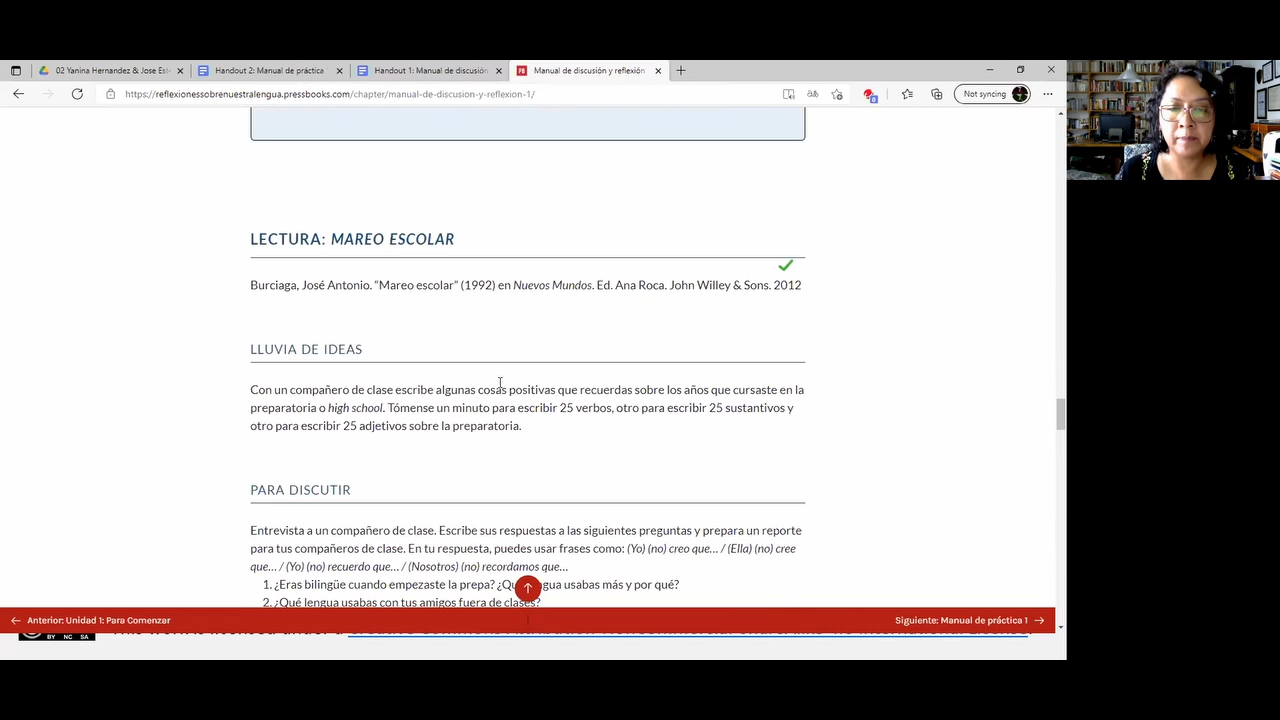 02 Yanina Hernandez & Jose Est
Handout 2: Manual de práctica
Handout 1: Manual de discusión
Manual de discusión y reflexión
https://reflexionessobrenuestralengua.pressbooks.com/chapter/manual-de-discusion-y-reflexion-1/
Not syncing
LECTURA: MAREO ESCOLAR
Burciaga, José Antonio. "Mareo escolar" (1992) en Nuevos Mundos. Ed. Ana Roca. John Willey & Sons. 2012
LLUVIA DE IDEAS
Con un compañero de clase escribe algunas cosas positivas que recuerdas sobre los años que cursaste en la
preparatoria o high school. Tómense un minuto para escribir 25 verbos, otro para escribir 25 sustantivos y
otro para escribir 25 adjetivos sobre la preparatoria.
PARA DISCUTIR
Entrevista a un compañero de clase. Escribe sus respuestas a las siguientes preguntas y prepara un reporte
para tus compañeros de clase. En tu respuesta, puedes usar frases como: (Yo) (no) creo que... / (Ella) (no) cree
que... / (Yo) (no) recuerdo que... / (Nosotros) (no) recordamos que...
1. ¿Eras bilingüe cuando empezaste la prepa? ¿Qu gua usabas más y por qué?
2. ¿Qué lengua usabas con tus amigos fuera de clases?
← Anterior: Unidad 1: Para Comenzar
Siguiente: Manual de práctica 1 →
BY NC SA